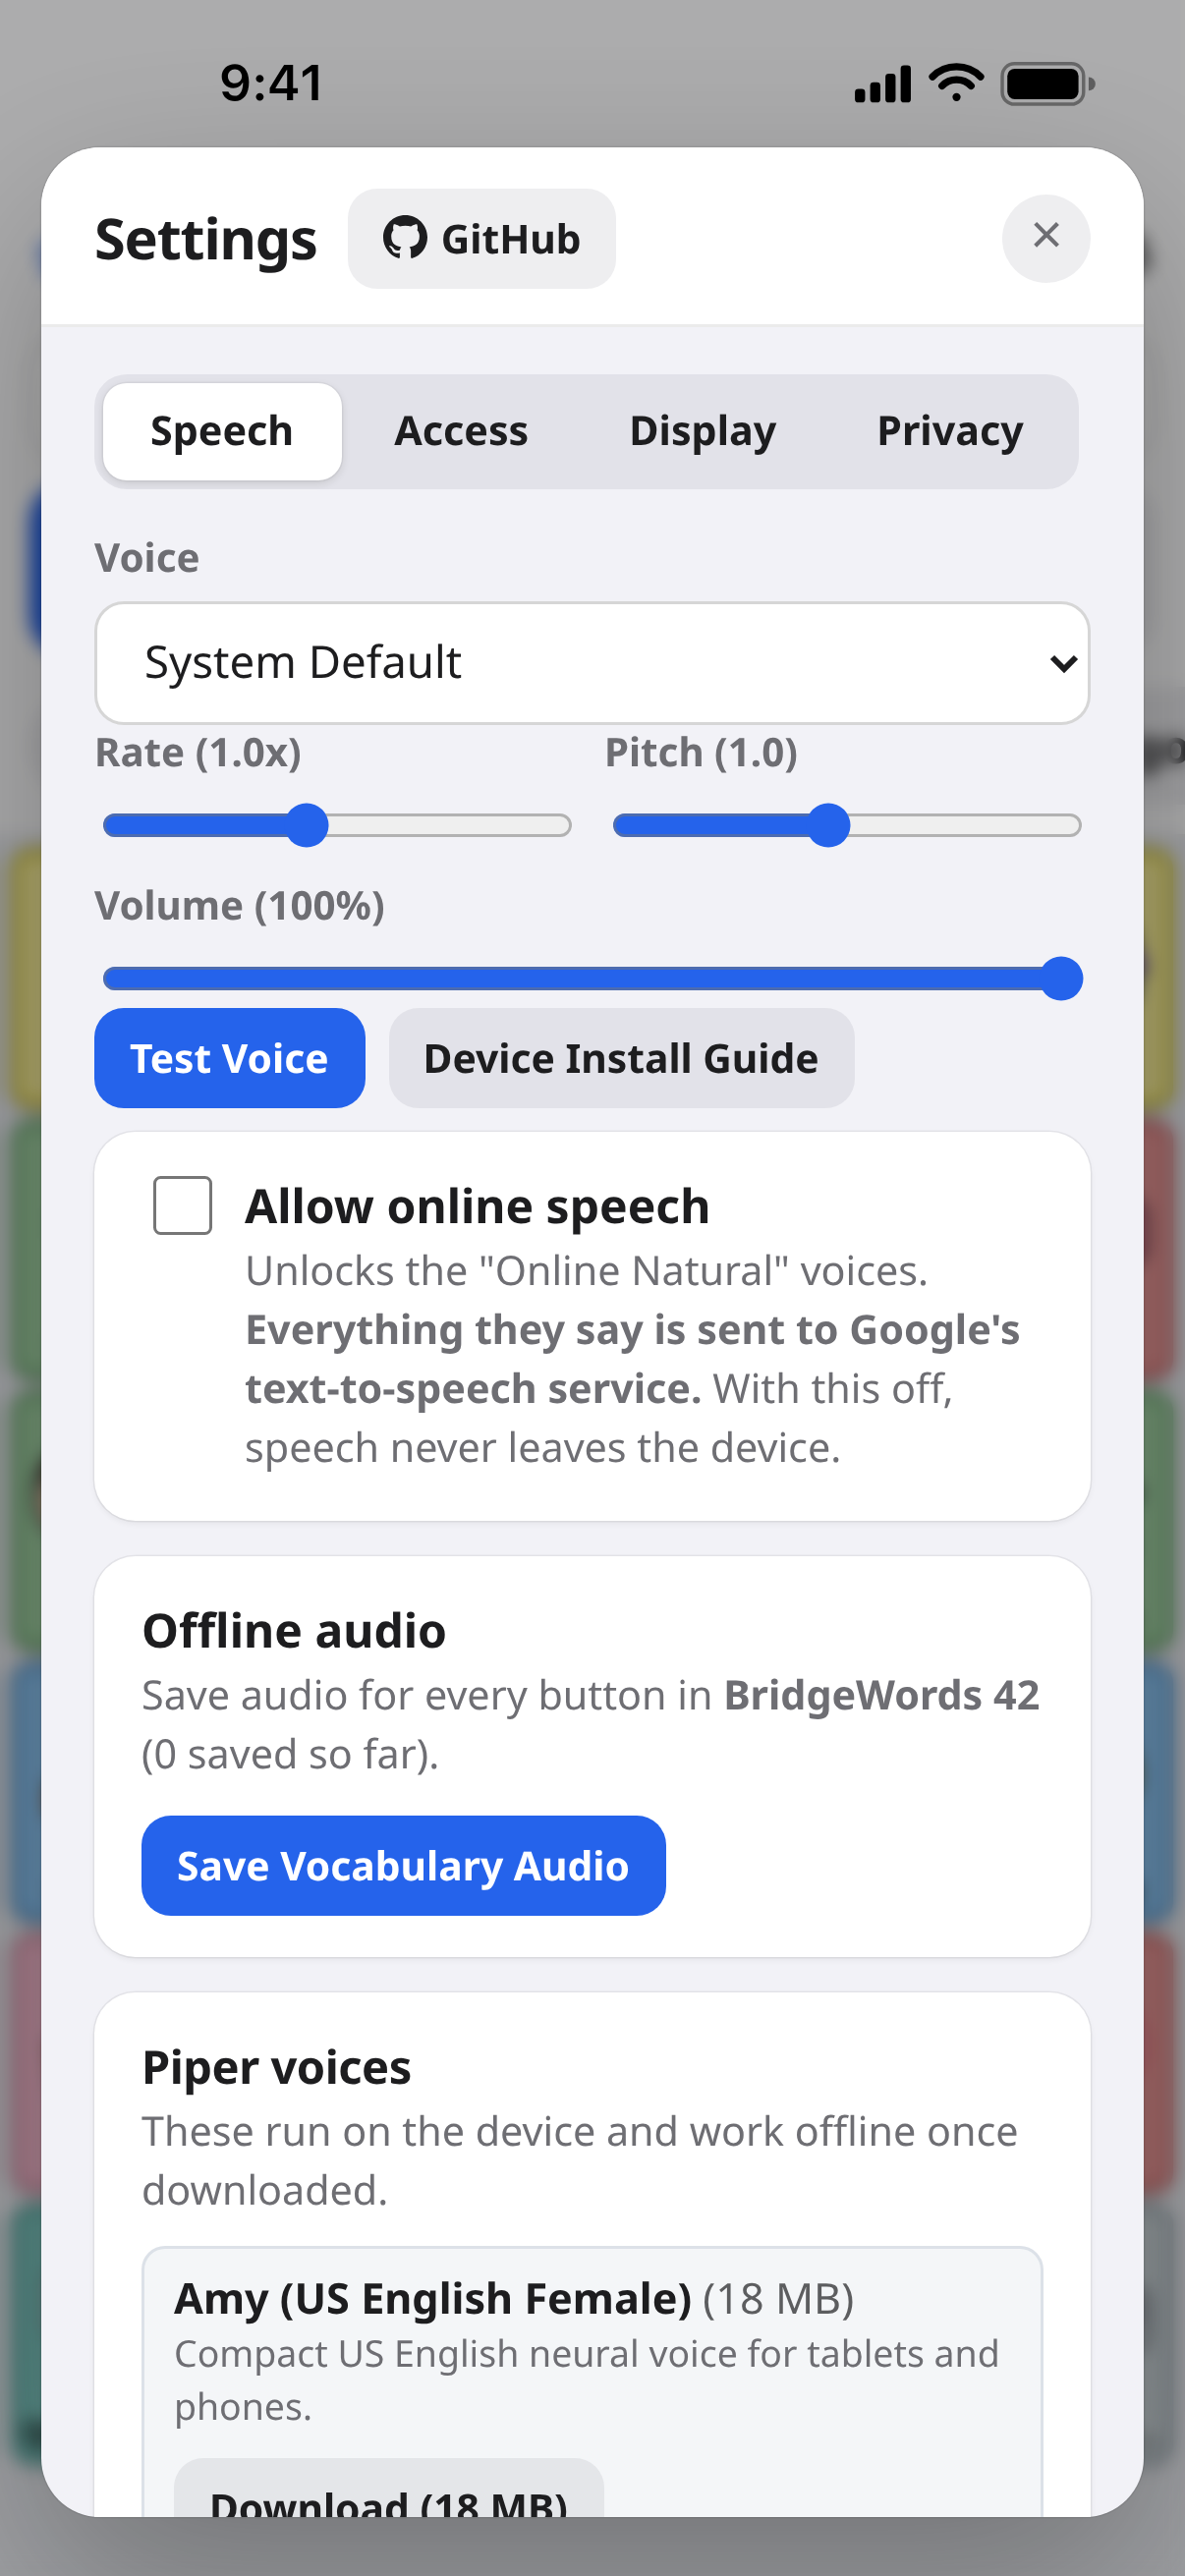 9:41
Settings
GitHub
×
Speech Access Display Privacy
Voice
System Default
Rate (1.0x) Pitch (1.0)
Volume (100%)
Test Voice Device Install Guide
Allow online speech
Unlocks the "Online Natural" voices.
Everything they say is sent to Google's
text-to-speech service. With this off,
speech never leaves the device.
Offline audio
Save audio for every button in BridgeWords 42
(0 saved so far).
Save Vocabulary Audio
Piper voices
These run on the device and work offline once
downloaded.
Amy (US English Female) (18 MB)
Compact US English neural voice for tablets and
phones.
Download (18 MB)